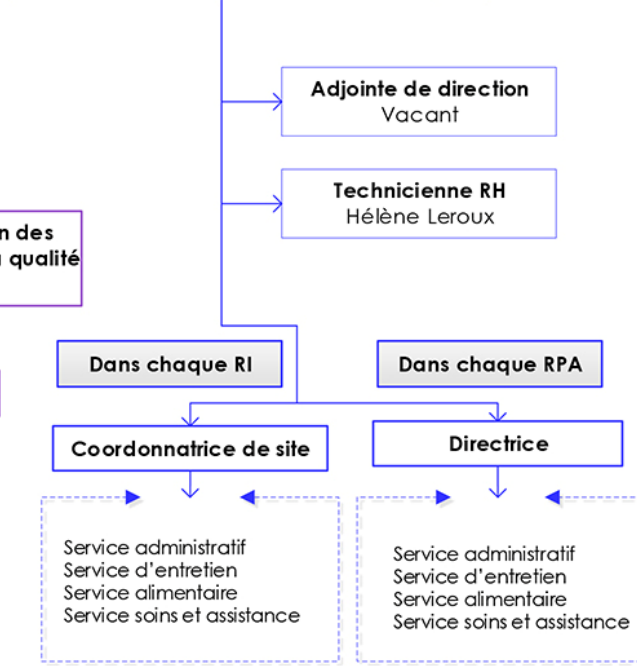 Adjointe de direction
Vacant
Technicienne RH
Hélène Leroux
n des
qualité
Dans chaque RI
Dans chaque RPA
Coordonnatrice de site
Directrice
Service administratif
Service d'entretien
Service alimentaire
Service soins et assistance
Service administratif
Service d'entretien
Service alimentaire
Service soins et assistance